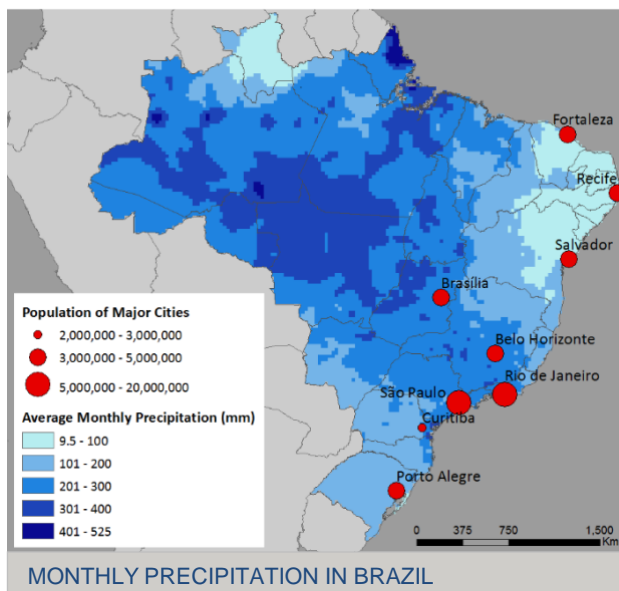 Fortaleza
Recife
Salvador
Brasília
Belo Horizonte
Rio de Janeiro
São Paulo
Curitiba
Porto Alegre
Population of Major Cities
2,000,000 - 3,000,000
3,000,000 - 5,000,000
5,000,000 - 20,000,000
Average Monthly Precipitation (mm)
9.5 - 100
101 - 200
201 - 300
301 - 400
401 - 525
0 375 750 1,500
Km
MONTHLY PRECIPITATION IN BRAZIL